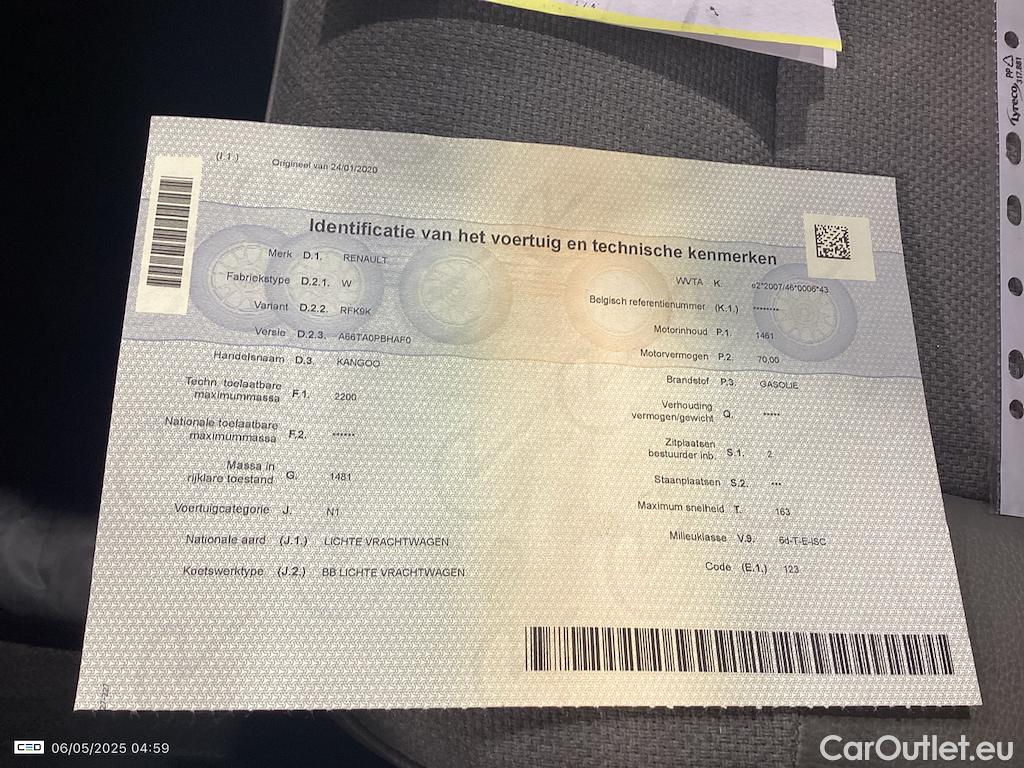 (I.1.) Origineel van 24/01/2020
Identificatie van het voertuig en technische kenmerken
Merk D.1. RENAULT
Fabriekstype D.2.1. W
Variant D.2.2. RFK9K
Versie D.2.3. A66TA0PBHAF0
Handelsnaam D.3. KANGOO
Techn. toelaatbare
maximummassa F.1. 2200
Nationale toelaatbare
maximummassa F.2. ······
Massa in
rijklare toestand G. 1481
Voertuigcategorie J. N1
Nationale aard (J.1.) LICHTE VRACHTWAGEN
Koetswerktype (J.2.) BB LICHTE VRACHTWAGEN
WVTA K. e2*2007/46*0006*43
Belgisch referentienummer (K.1.) ········
Motorinhoud P.1. 1461
Motorvermogen P.2. 70,00
Brandstof P.3. GASOLIE
Verhouding
vermogen/gewicht Q. ·····
Zitplaatsen
bestuurder inb. S.1. 2
Staanplaatsen S.2. ···
Maximum snelheid T. 163
Milieuklasse V.9. 6d-T-E-ISC
Code (E.1.) 123
PP
Lyreco
317.881
CEO 06/05/2025 04:59
CarOutlet.eu